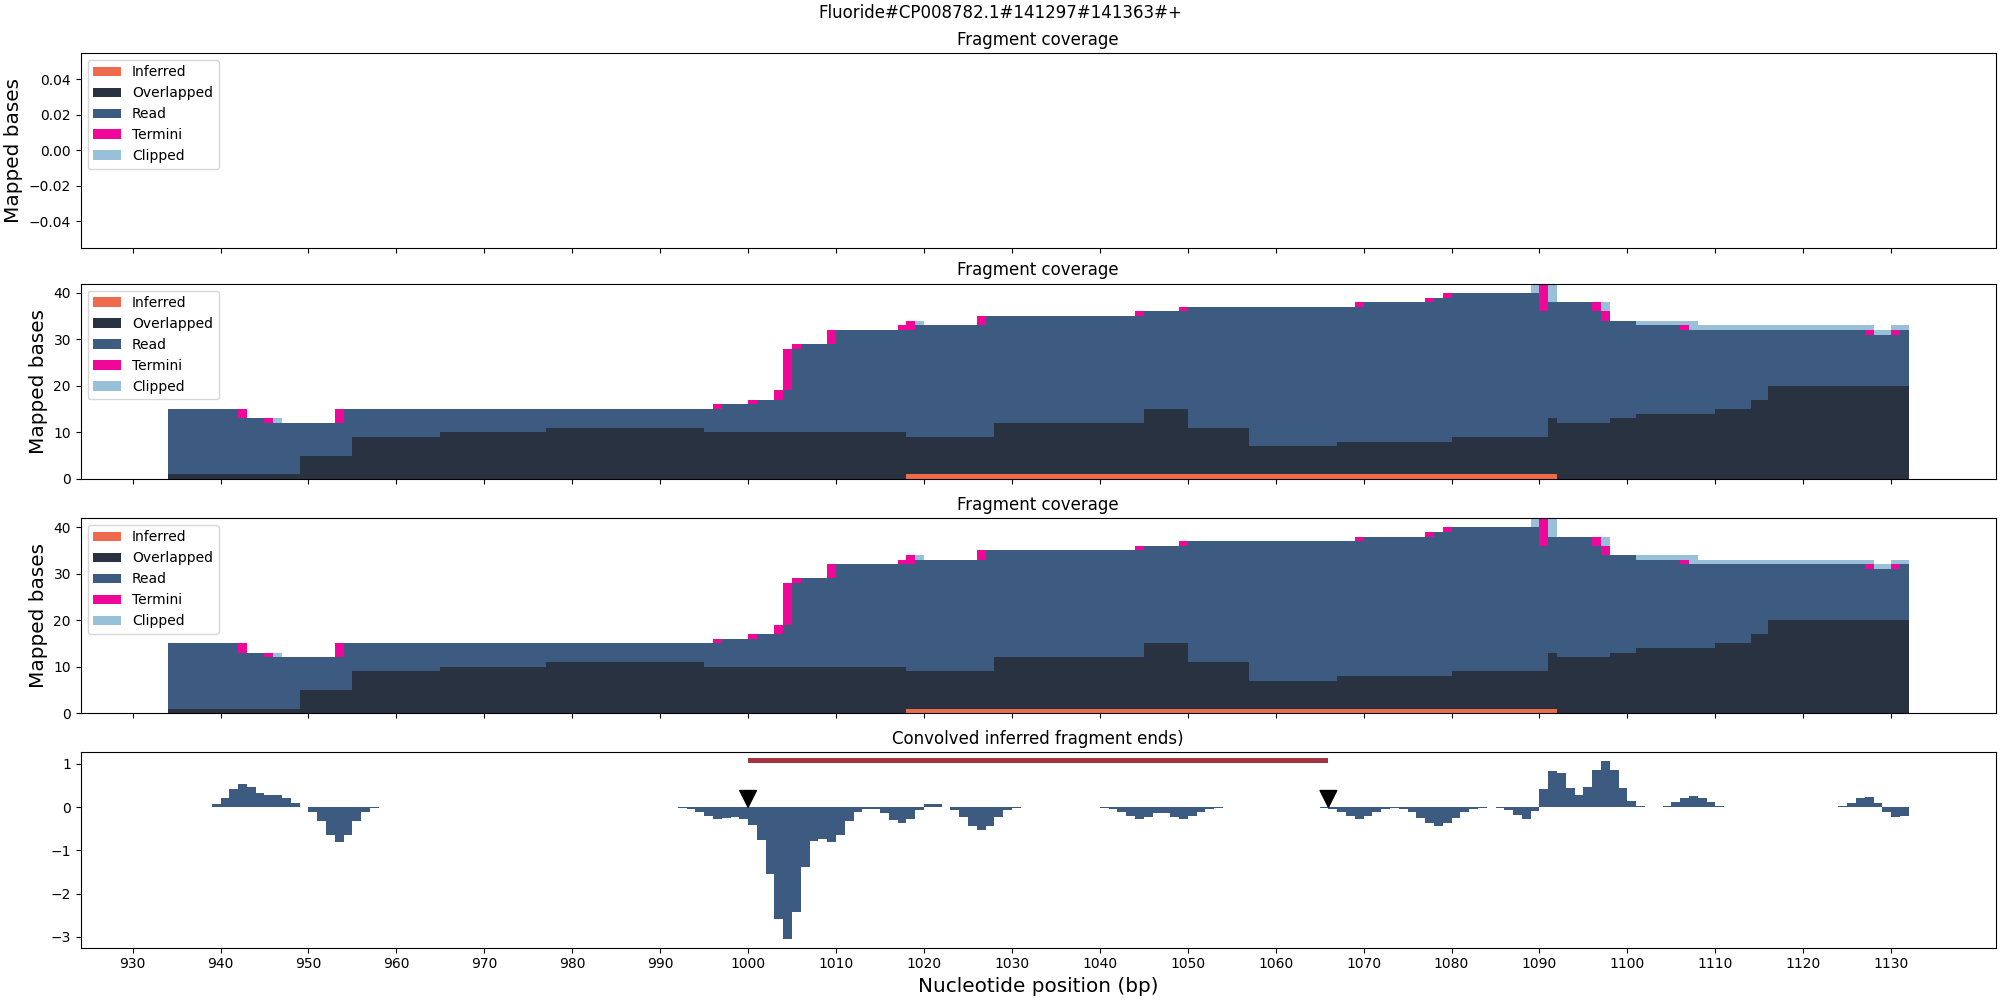 Fluoride#CP008782.1#141297#141363#+
Fragment coverage
Mapped bases
0.04
0.02
0.00
−0.02
−0.04
Inferred
Overlapped
Read
Termini
Clipped
Fragment coverage
Mapped bases
40
30
20
10
0
Inferred
Overlapped
Read
Termini
Clipped
Fragment coverage
Mapped bases
40
30
20
10
0
Inferred
Overlapped
Read
Termini
Clipped
Convolved inferred fragment ends)
1
0
−1
−2
−3
930 940 950 960 970 980 990 1000 1010 1020 1030 1040 1050 1060 1070 1080 1090 1100 1110 1120 1130
Nucleotide position (bp)